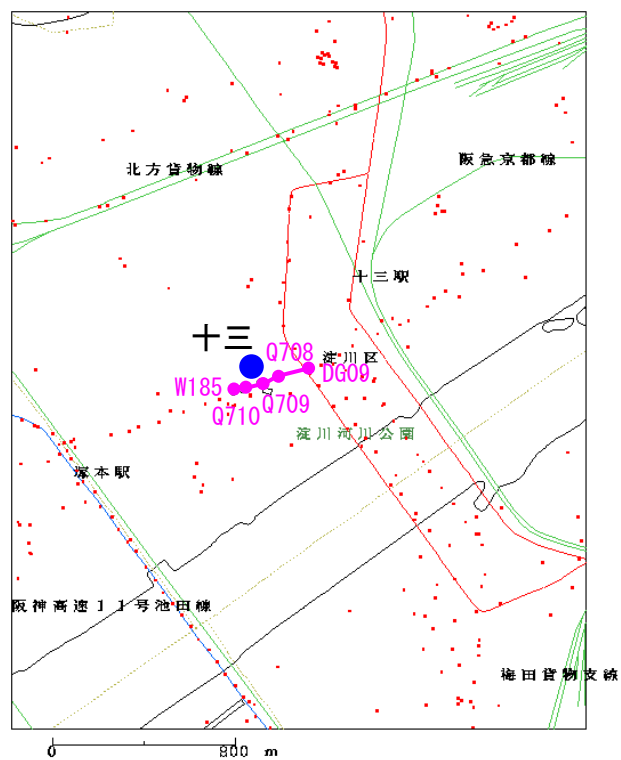 北方貨物線
阪急京都線
十三駅
十三
Q708
淀川区
DG09
W185
Q709
Q710
淀川河川公園
塚本駅
阪神高速11号池田線
梅田貨物支線
0 800 m